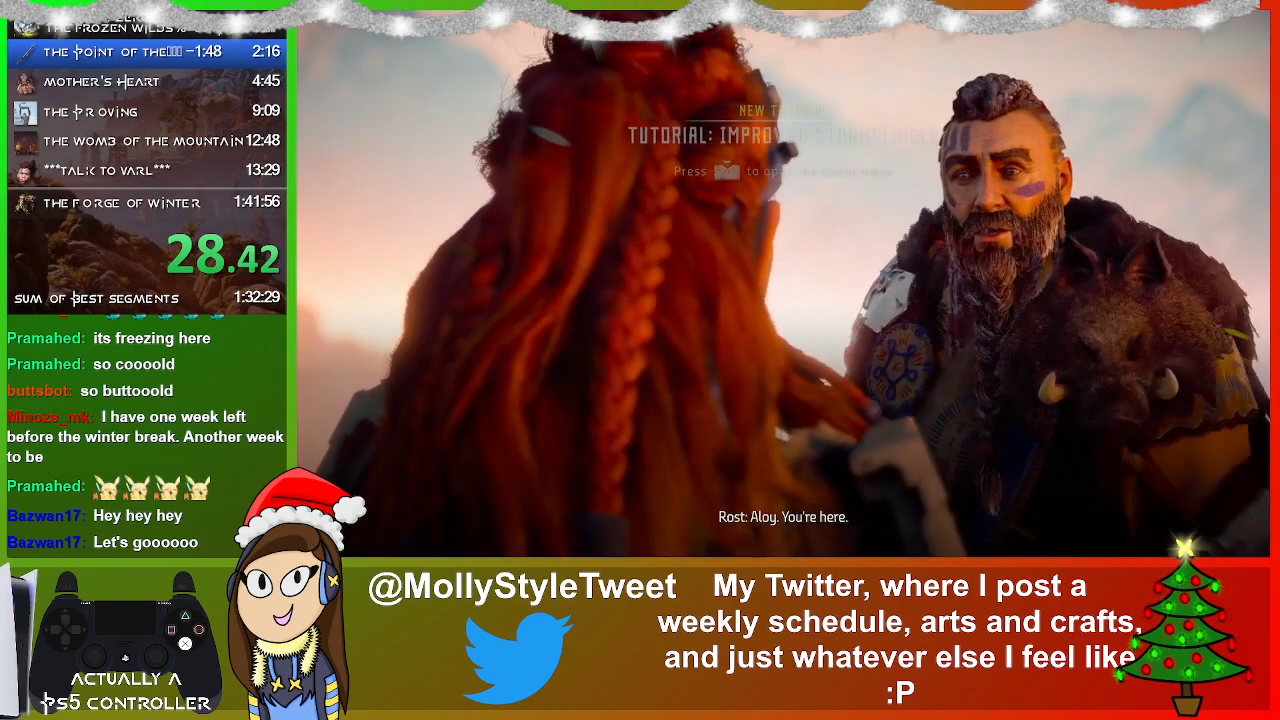 THE FROZEN WILDS%
THE POINT OF THE −1:48 2:16
MOTHER'S HEART 4:45
THE PROVING 9:09
THE WOMB OF THE MOUNTAIN 12:48
***TALK TO VARL*** 13:29
THE FORGE OF WINTER 1:41:56
28.42
SUM OF BEST SEGMENTS 1:32:29
Pramahed: its freezing here
Pramahed: so coooold
buttsbot: so buttooold
Minoze_mk: I have one week left
before the winter break. Another week
to be
Pramahed:
Bazwan17: Hey hey hey
Bazwan17: Let's goooooo
NEW
TUTORIAL:
Press to open the quest menu.
Rost: Aloy. You're here.
ACTUALLY A
PS5 CONTROLLER
@MollyStyleTweet
My Twitter, where I post a
weekly schedule, arts and crafts,
and just whatever else I feel like
:P